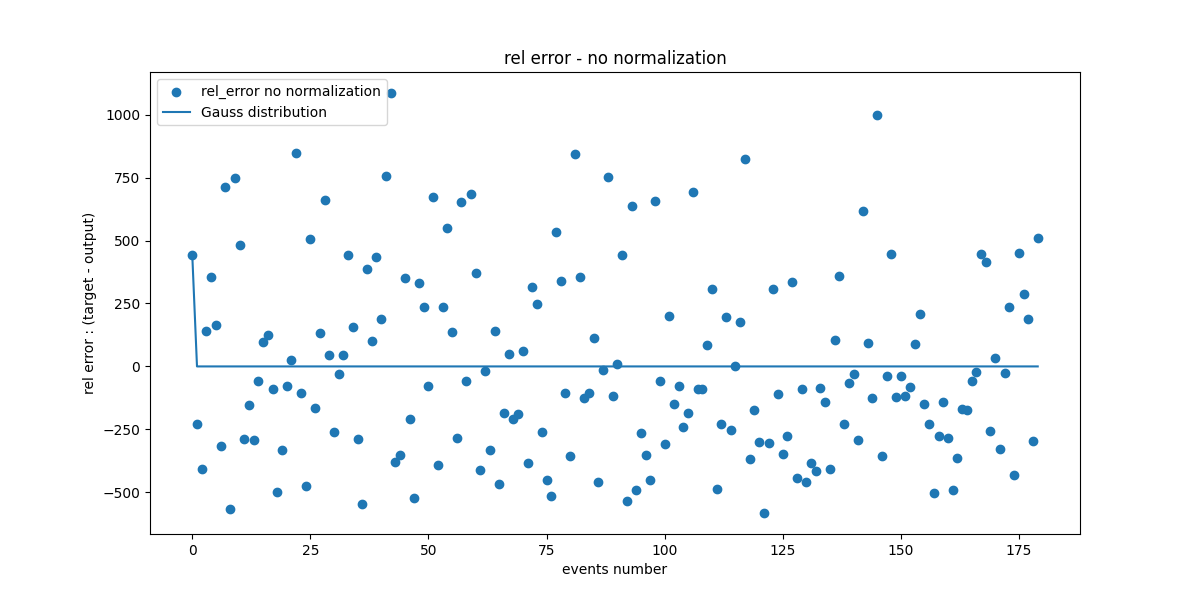 rel error - no normalization
rel_error no normalization
Gauss distribution
1000
750
500
250
0
−250
−500
rel error : (target - output)
0 25 50 75 100 125 150 175
events number